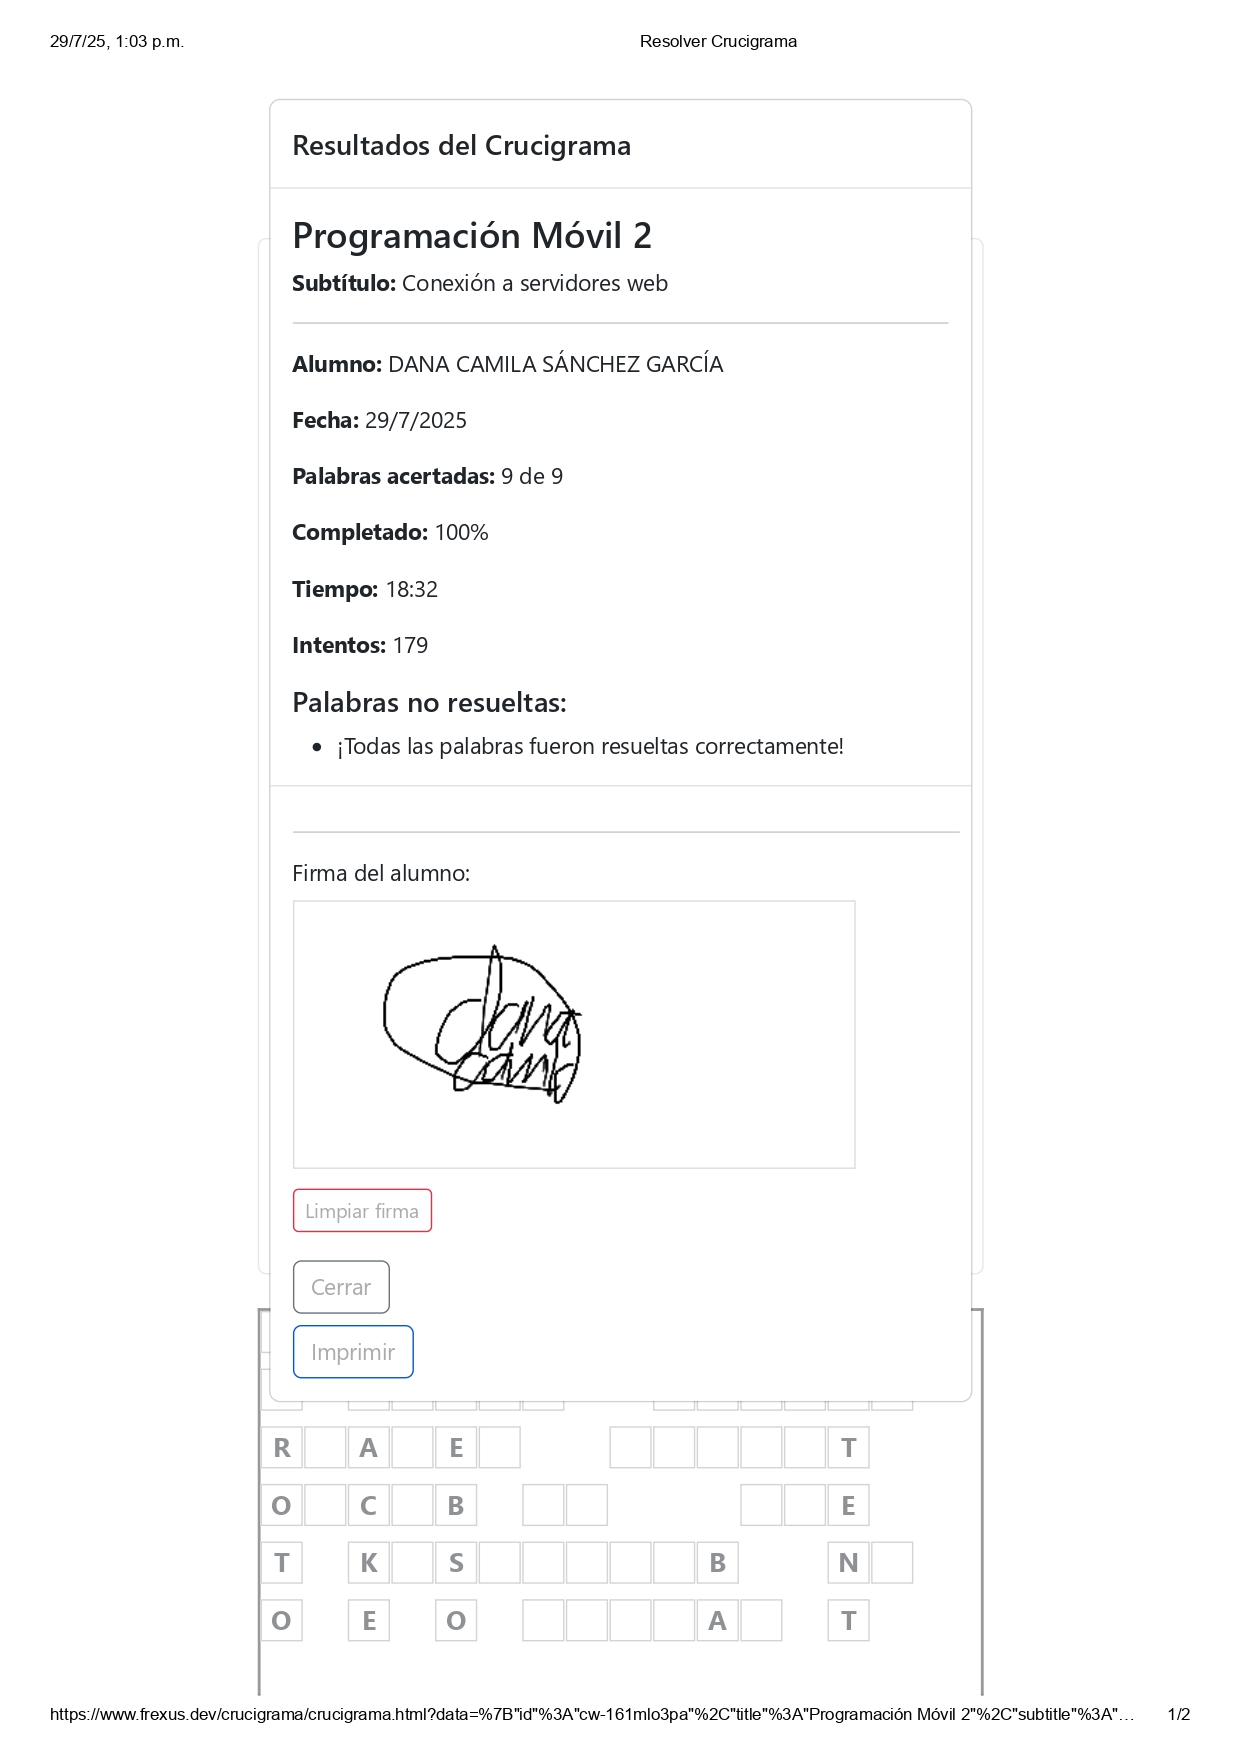 29/7/25, 1:03 p.m.
Resolver Crucigrama
Resultados del Crucigrama
Programación Móvil 2
Subtítulo: Conexión a servidores web
Alumno: DANA CAMILA SÁNCHEZ GARCÍA
Fecha: 29/7/2025
Palabras acertadas: 9 de 9
Completado: 100%
Tiempo: 18:32
Intentos: 179
Palabras no resueltas:
• ¡Todas las palabras fueron resueltas correctamente!
Firma del alumno:
dana
Limpiar firma
Cerrar
Imprimir
R A E T
O C B E
T K S B N
O E O A T
https://www.frexus.dev/crucigrama/crucigrama.html?data=%7B"id"%3A"cw-161mlo3pa"%2C"title"%3A"Programación Móvil 2"%2C"subtitle"%3A"…
1/2